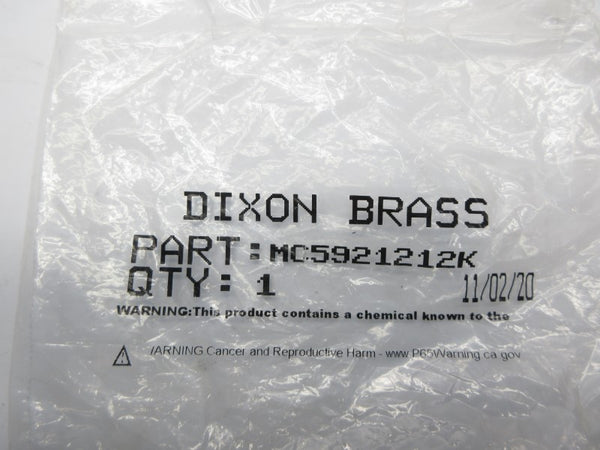 DIXON BRASS
PART: MC5921212K
QTY: 1 11/02/20
WARNING:This product contains a chemical known to the
/ARNING Cancer and Reproductive Harm - www P65Warning.ca gov